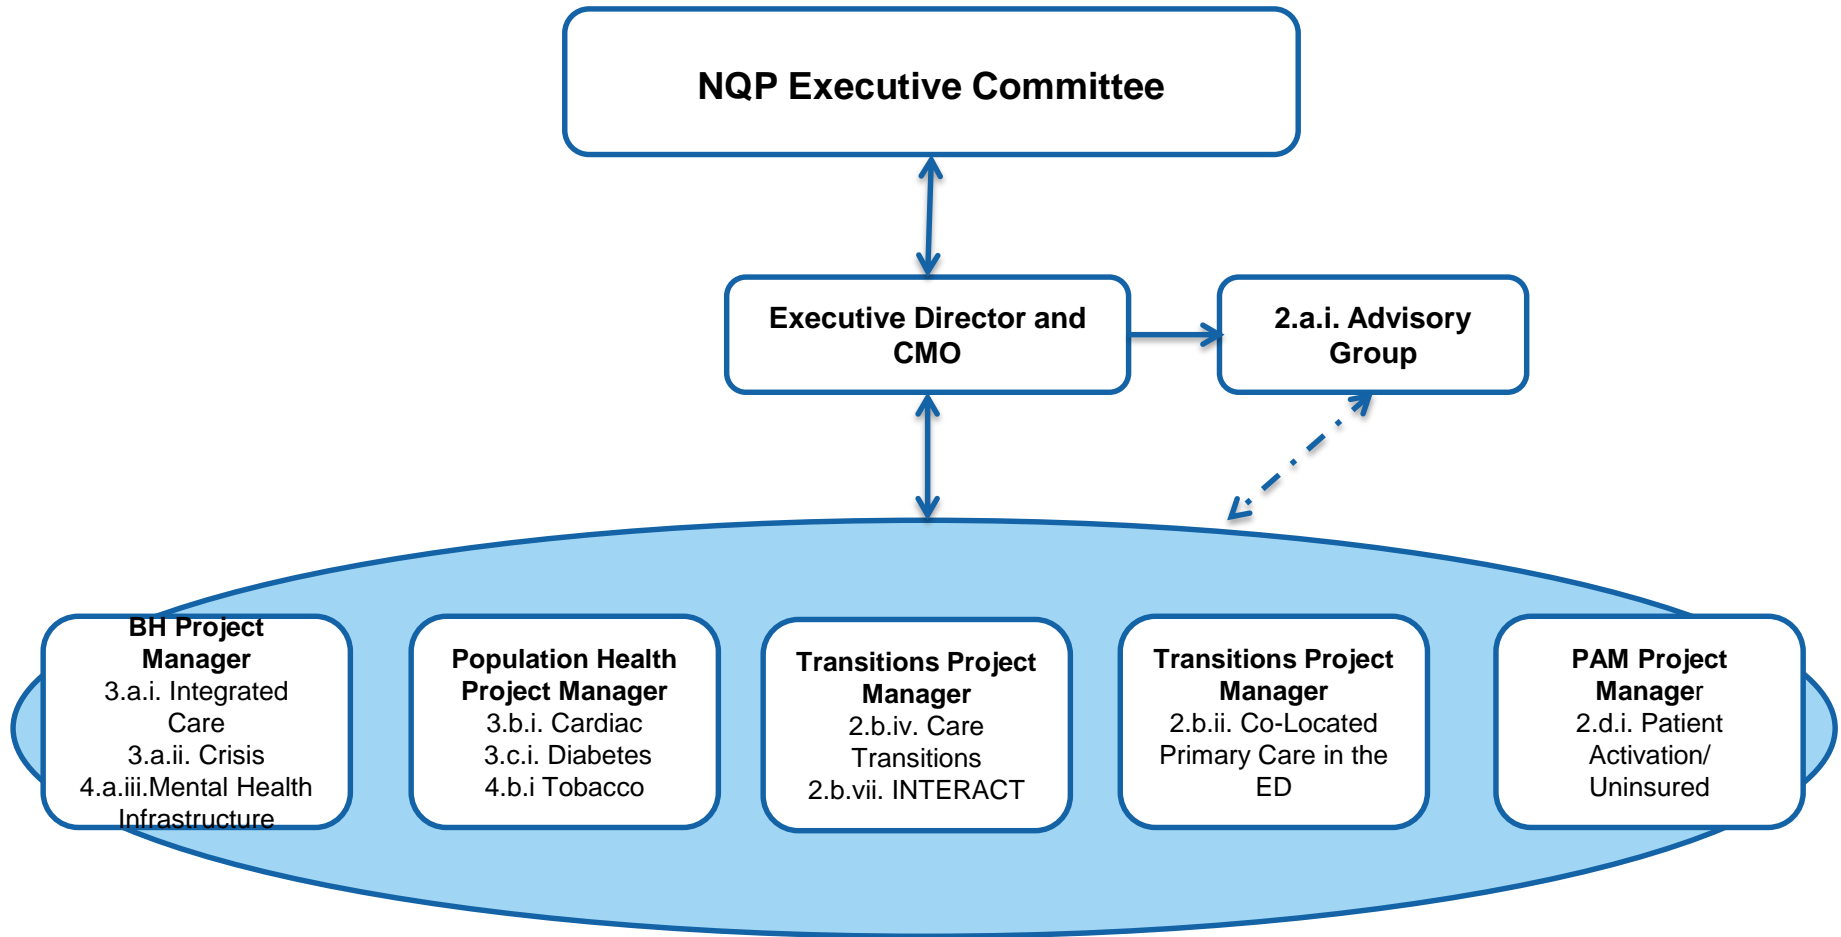 NQP Executive Committee
Executive Director and
CMO
2.a.i. Advisory
Group
BH Project
Manager
3.a.i. Integrated
Care
3.a.ii. Crisis
4.a.iii.Mental Health
Infrastructure
Population Health
Project Manager
3.b.i. Cardiac
3.c.i. Diabetes
4.b.i Tobacco
Transitions Project
Manager
2.b.iv. Care
Transitions
2.b.vii. INTERACT
Transitions Project
Manager
2.b.ii. Co-Located
Primary Care in the
ED
PAM Project
Manager
2.d.i. Patient
Activation/
Uninsured